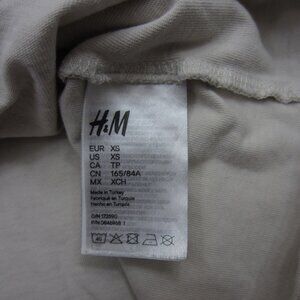 H&M
EUR XS
US XS
CA TP
CN 165/84A
MX XCH
Made in Turkey
Fabriqué en Turquie
Hecho en Turquía